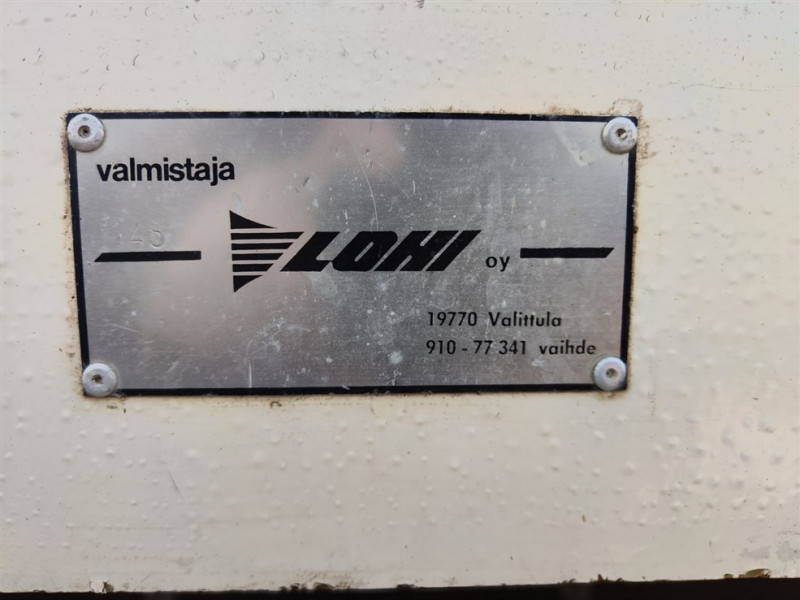 valmistaja
LOHI oy
19770 Valittula
910 - 77 341 vaihde